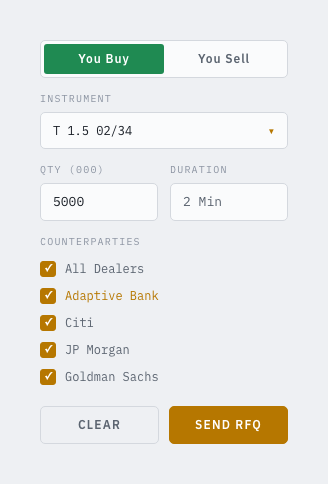 You Buy You Sell
INSTRUMENT
T 1.5 02/34
QTY (000) DURATION
5000 2 Min
COUNTERPARTIES
All Dealers
Adaptive Bank
Citi
JP Morgan
Goldman Sachs
CLEAR SEND RFQ